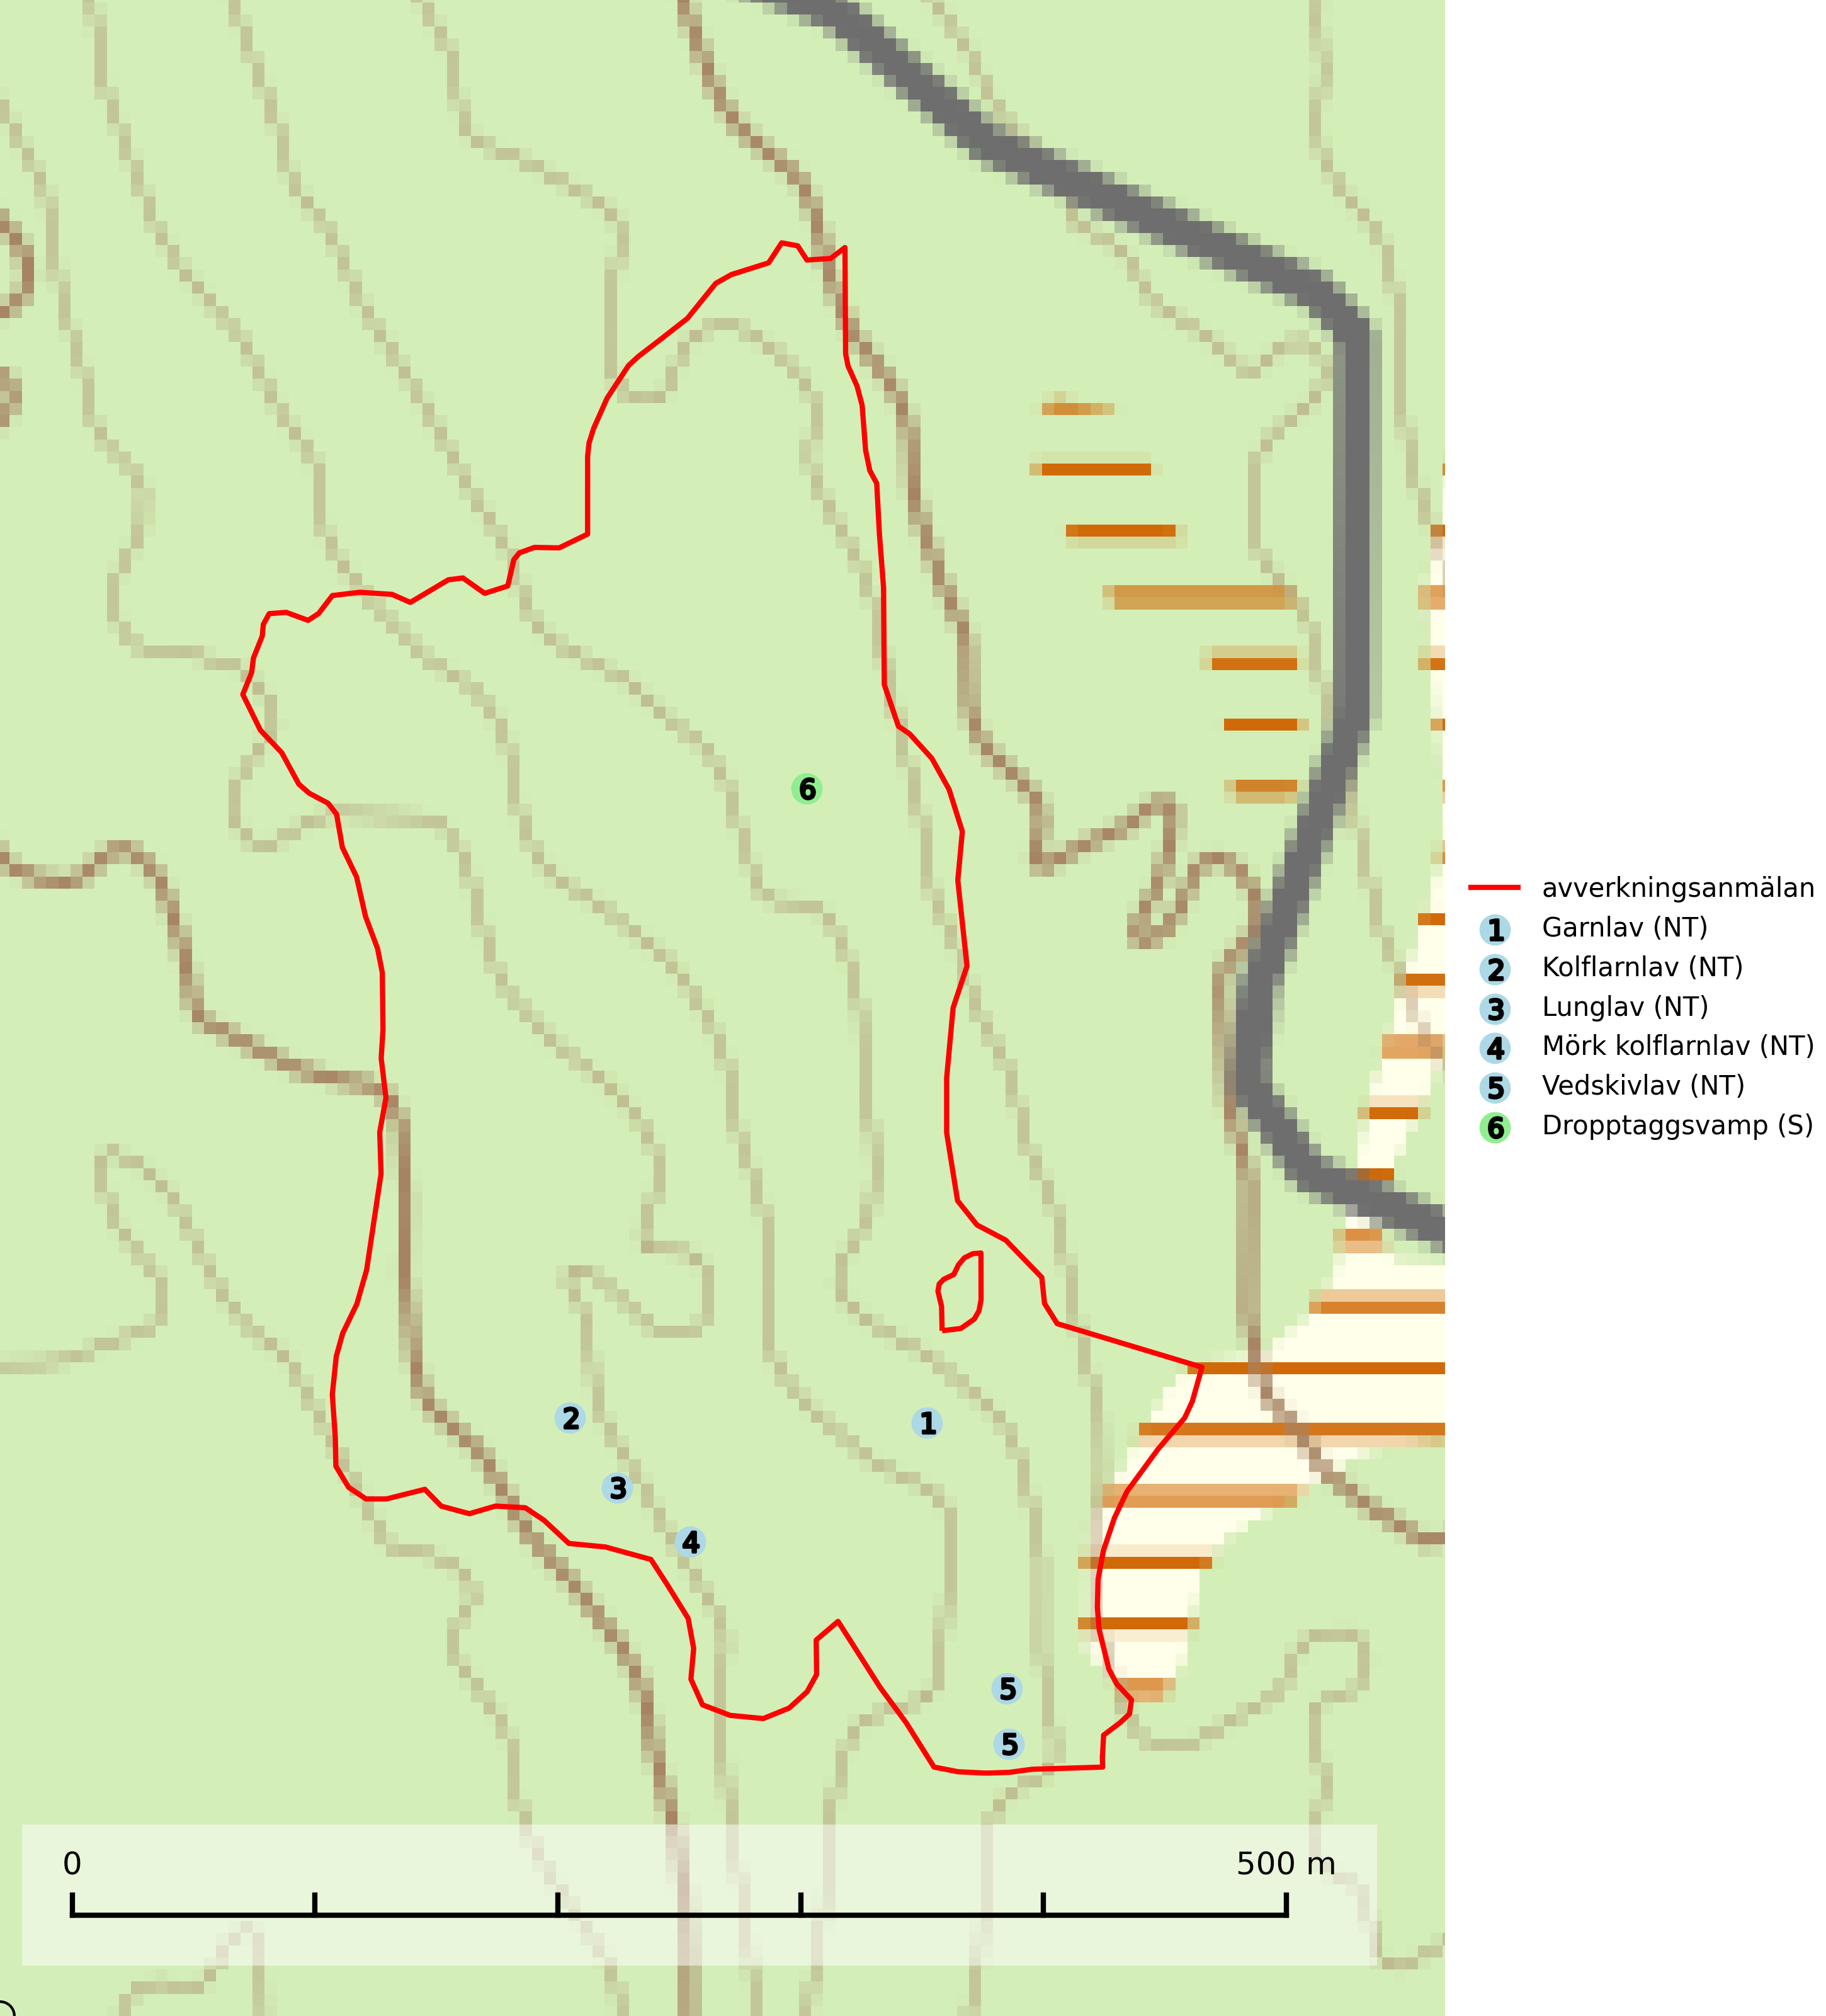 6
2
1
3
4
5
5
0 500 m
avverkningsanmälan
1 Garnlav (NT)
2 Kolflarnlav (NT)
3 Lunglav (NT)
4 Mörk kolflarnlav (NT)
5 Vedskivlav (NT)
6 Dropptaggsvamp (S)